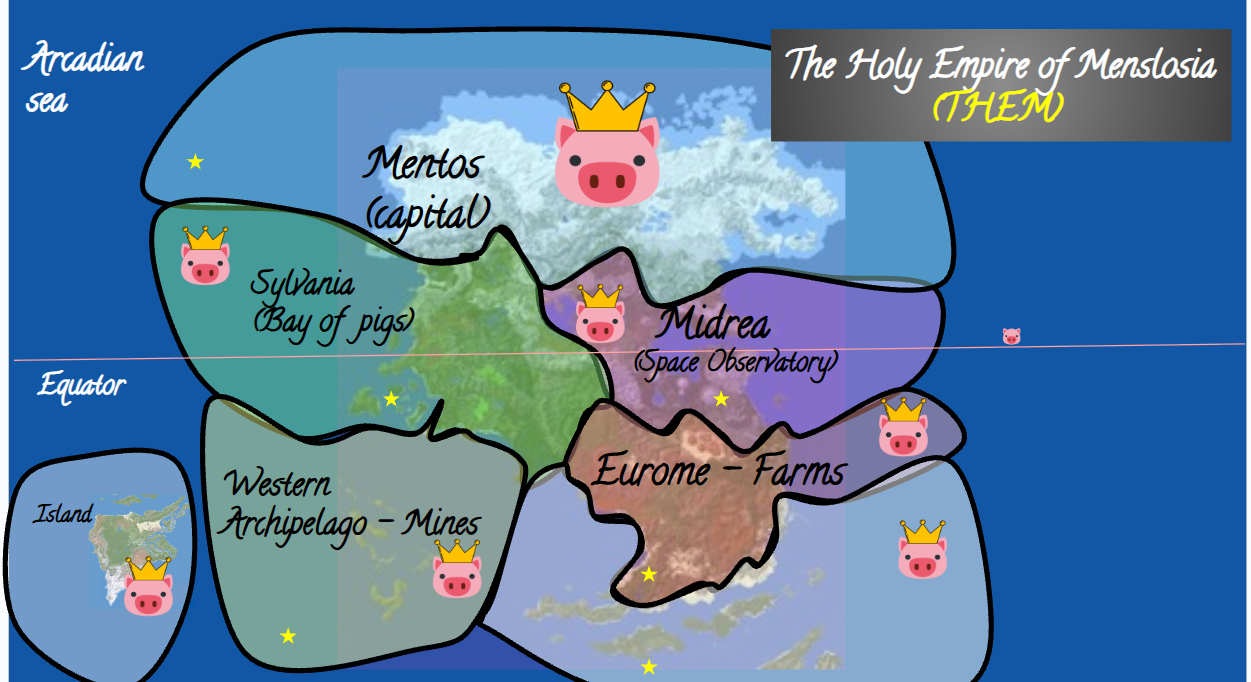 Arcadian
sea
The Holy Empire of Menslosia
(THEM)
Mentos
(capital)
Sylvania
(Bay of pigs)
Midrea
(Space Observatory)
Equator
Western
Archipelago - Mines
Eurome - Farms
Island